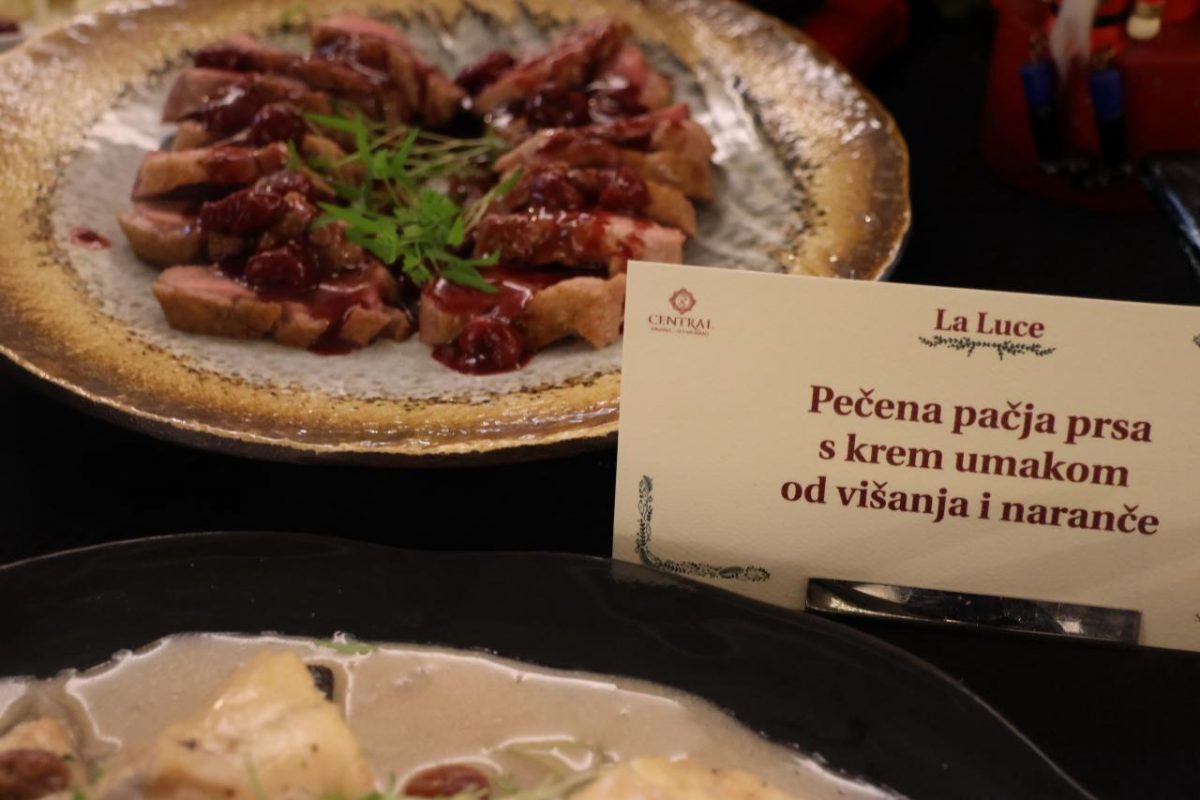 CENTRAL
La Luce
Pečena pačja prsa
s krem umakom
od višanja i naranče